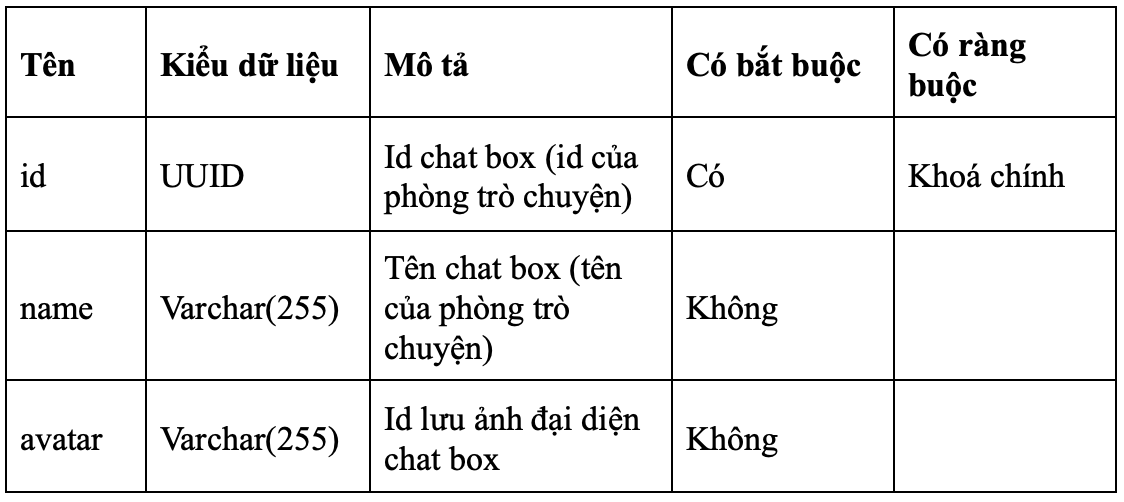 Tên
Kiểu dữ liệu
Mô tả
Có bắt buộc
Có ràng
buộc
id
UUID
Id chat box (id của
phòng trò chuyện)
Có
Khoá chính
name
Varchar(255)
Tên chat box (tên
của phòng trò
chuyện)
Không
avatar
Varchar(255)
Id lưu ảnh đại diện
chat box
Không